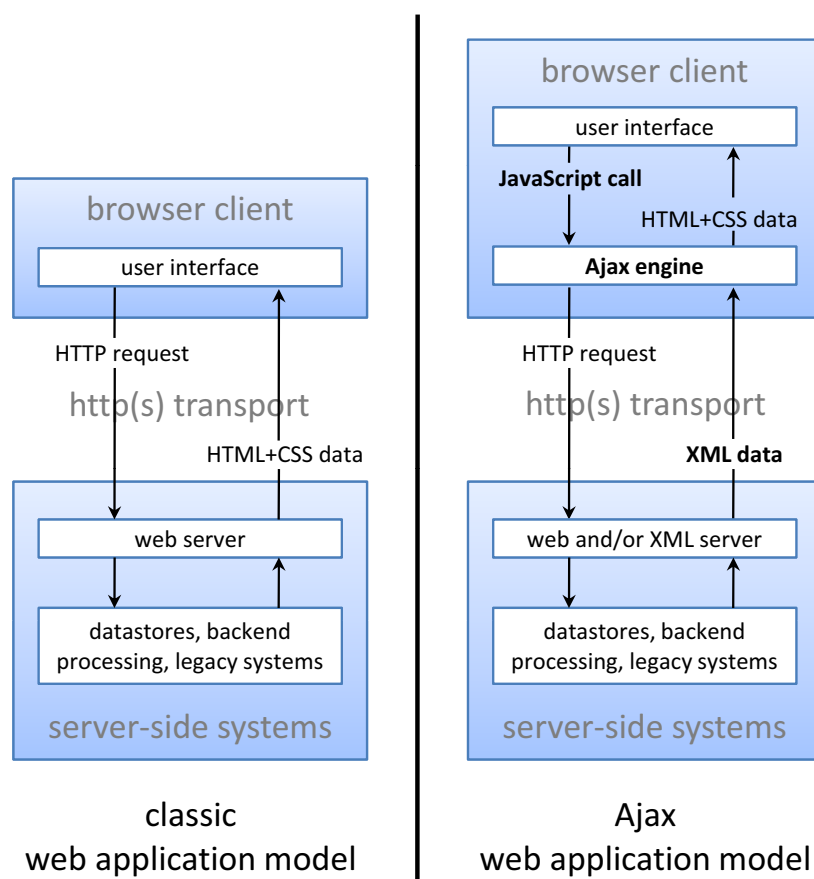 browser client
user interface
HTTP request
http(s) transport
HTML+CSS data
web server
datastores, backend
processing, legacy systems
server-side systems
classic
web application model
browser client
user interface
JavaScript call
HTML+CSS data
Ajax engine
HTTP request
http(s) transport
XML data
web and/or XML server
datastores, backend
processing, legacy systems
server-side systems
Ajax
web application model